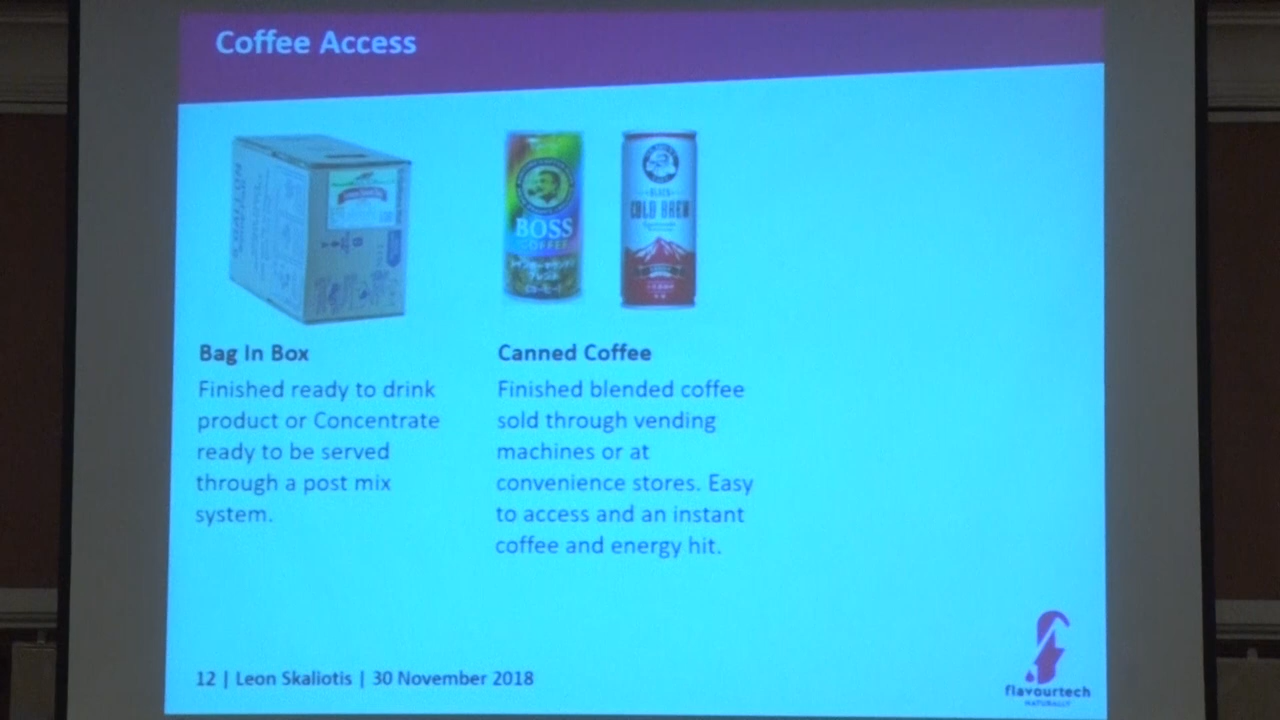 Coffee Access
BOSS
COFFEE
BLACK
COLD BREW
Bag In Box
Finished ready to drink
product or Concentrate
ready to be served
through a post mix
system.
Canned Coffee
Finished blended coffee
sold through vending
machines or at
convenience stores. Easy
to access and an instant
coffee and energy hit.
12 | Leon Skaliotis | 30 November 2018
flavourtech
NATURALLY